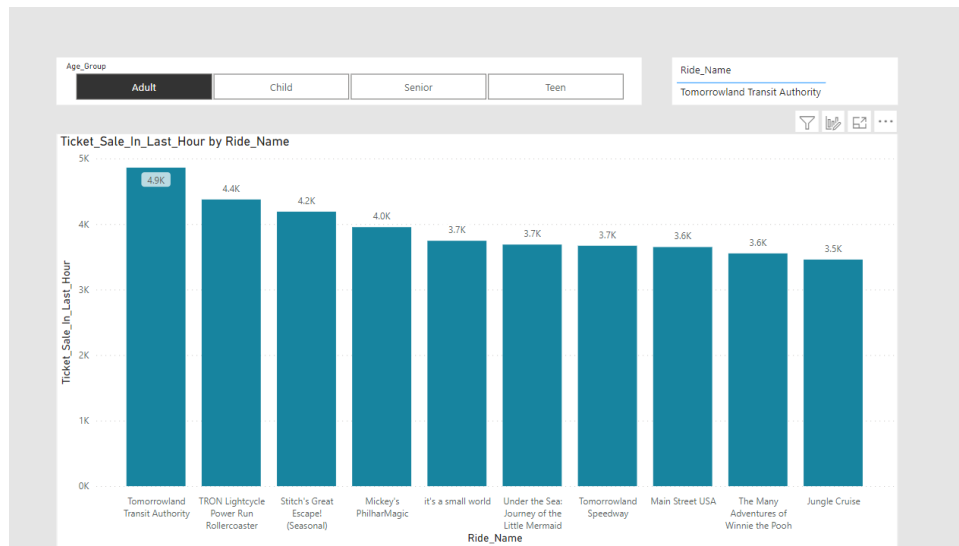 Age_Group
Adult Child Senior Teen
Ride_Name
Tomorrowland Transit Authority
Ticket_Sale_In_Last_Hour by Ride_Name
5K
4K
3K
2K
1K
0K
Ticket_Sale_In_Last_Hour
4.9K
4.4K
4.2K
4.0K
3.7K
3.7K
3.7K
3.6K
3.6K
3.5K
Tomorrowland
Transit Authority
TRON Lightcycle
Power Run
Rollercoaster
Stitch's Great
Escape!
(Seasonal)
Mickey's
PhilharMagic
it's a small world
Under the Sea:
Journey of the
Little Mermaid
Tomorrowland
Speedway
Main Street USA
The Many
Adventures of
Winnie the Pooh
Jungle Cruise
Ride_Name